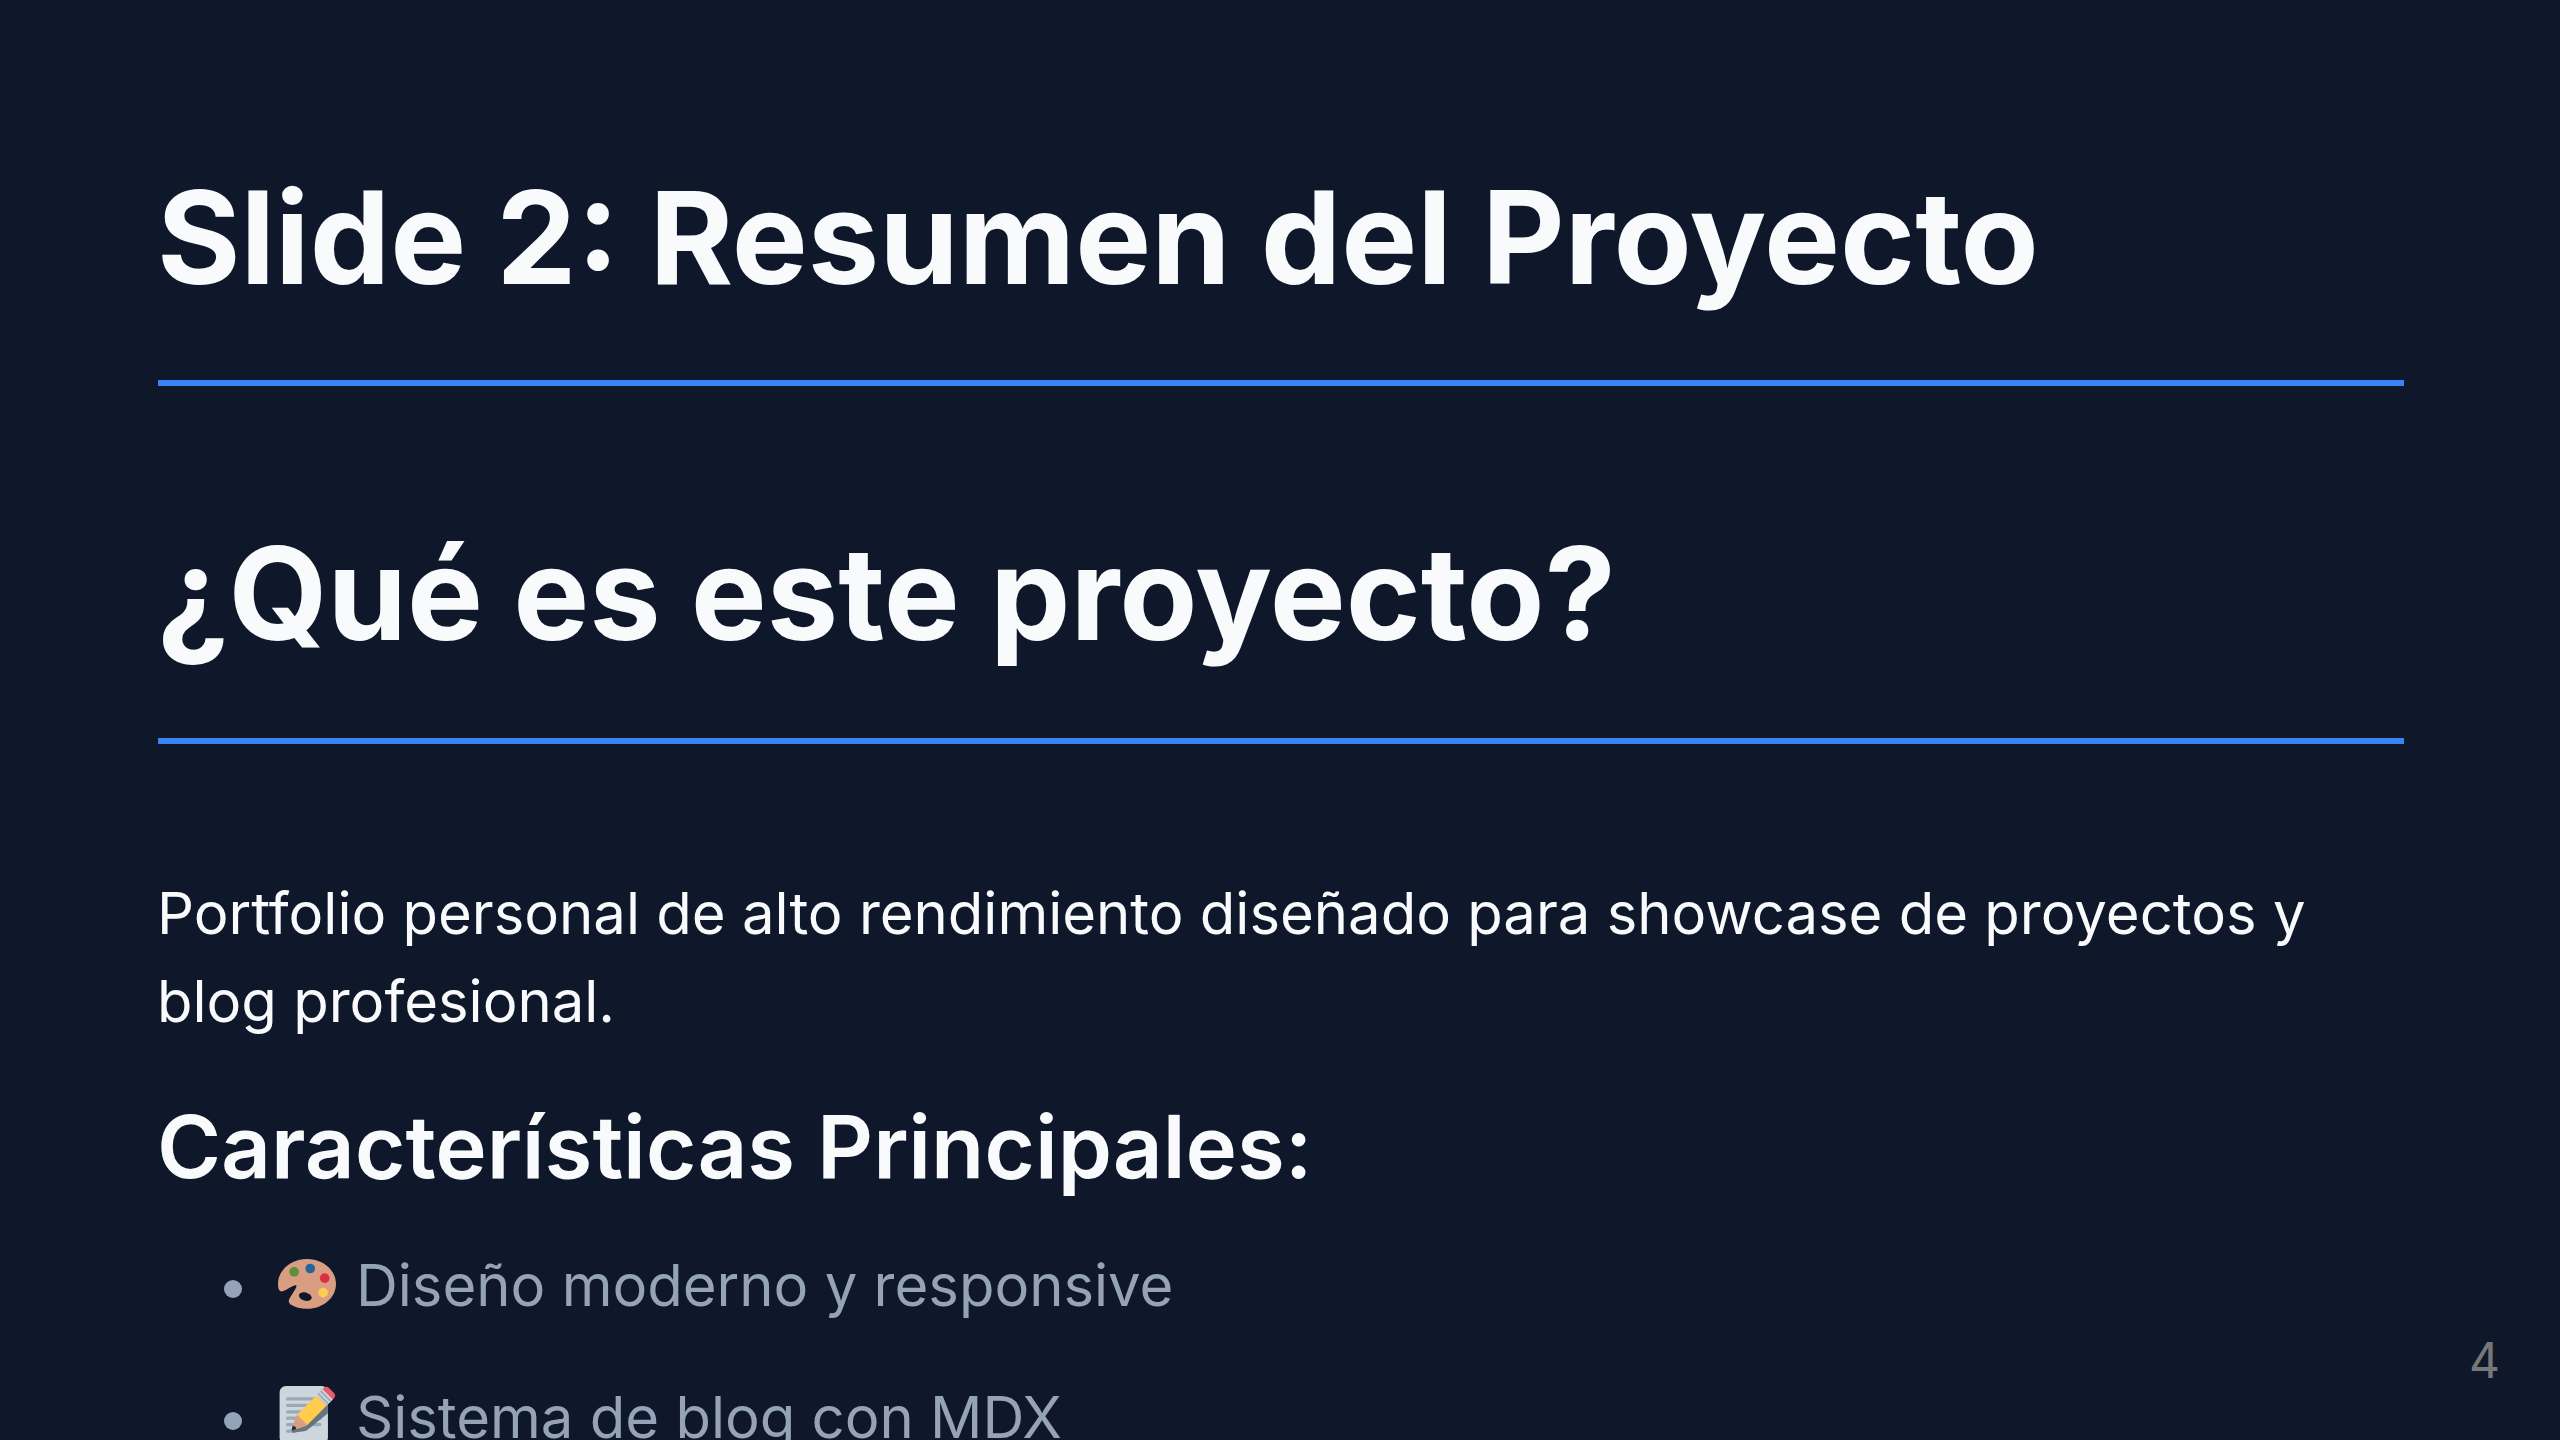 Slide 2: Resumen del Proyecto
¿Qué es este proyecto?
Portfolio personal de alto rendimiento diseñado para showcase de proyectos y
blog profesional.
Características Principales:
• 🎨 Diseño moderno y responsive
• 📝 Sistema de blog con MDX
4